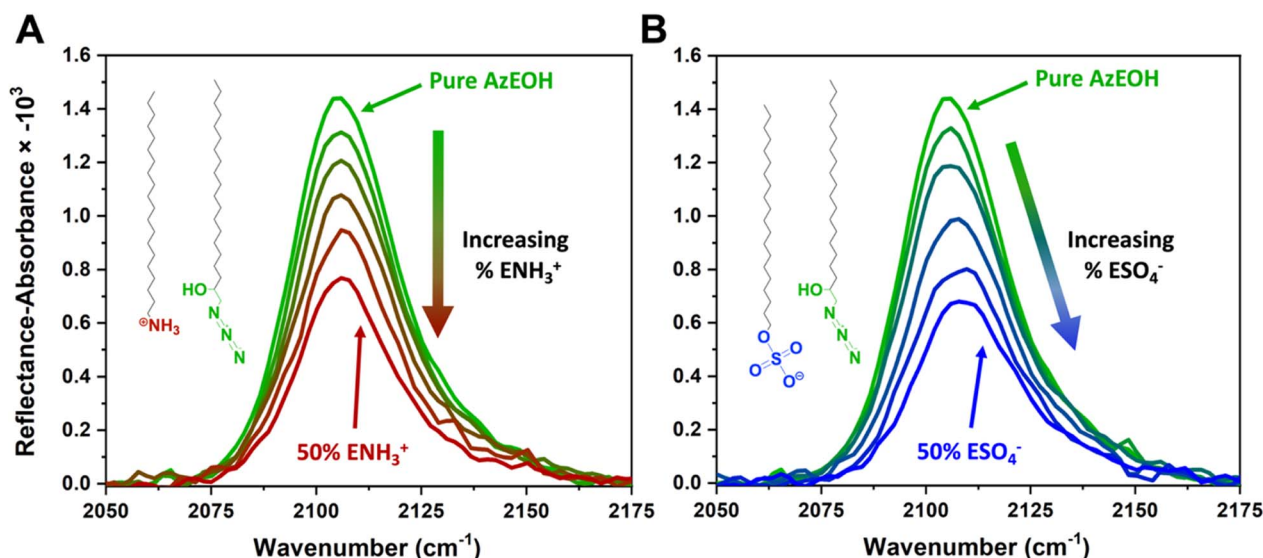 A
Reflectance-Absorbance × -10³
1.6
1.4
1.2
1.0
0.8
0.6
0.4
0.2
0.0
Pure AzEOH
Increasing
% ENH₃⁺
HO
⊕NH₃
N
N
N
50% ENH₃⁺
2050 2075 2100 2125 2150 2175
Wavenumber (cm⁻¹)
B
1.6
1.4
1.2
1.0
0.8
0.6
0.4
0.2
0.0
Pure AzEOH
Increasing
% ESO₄⁻
HO
N
N
N
O
O S O
O⊖
50% ESO₄⁻
2050 2075 2100 2125 2150 2175
Wavenumber (cm⁻¹)